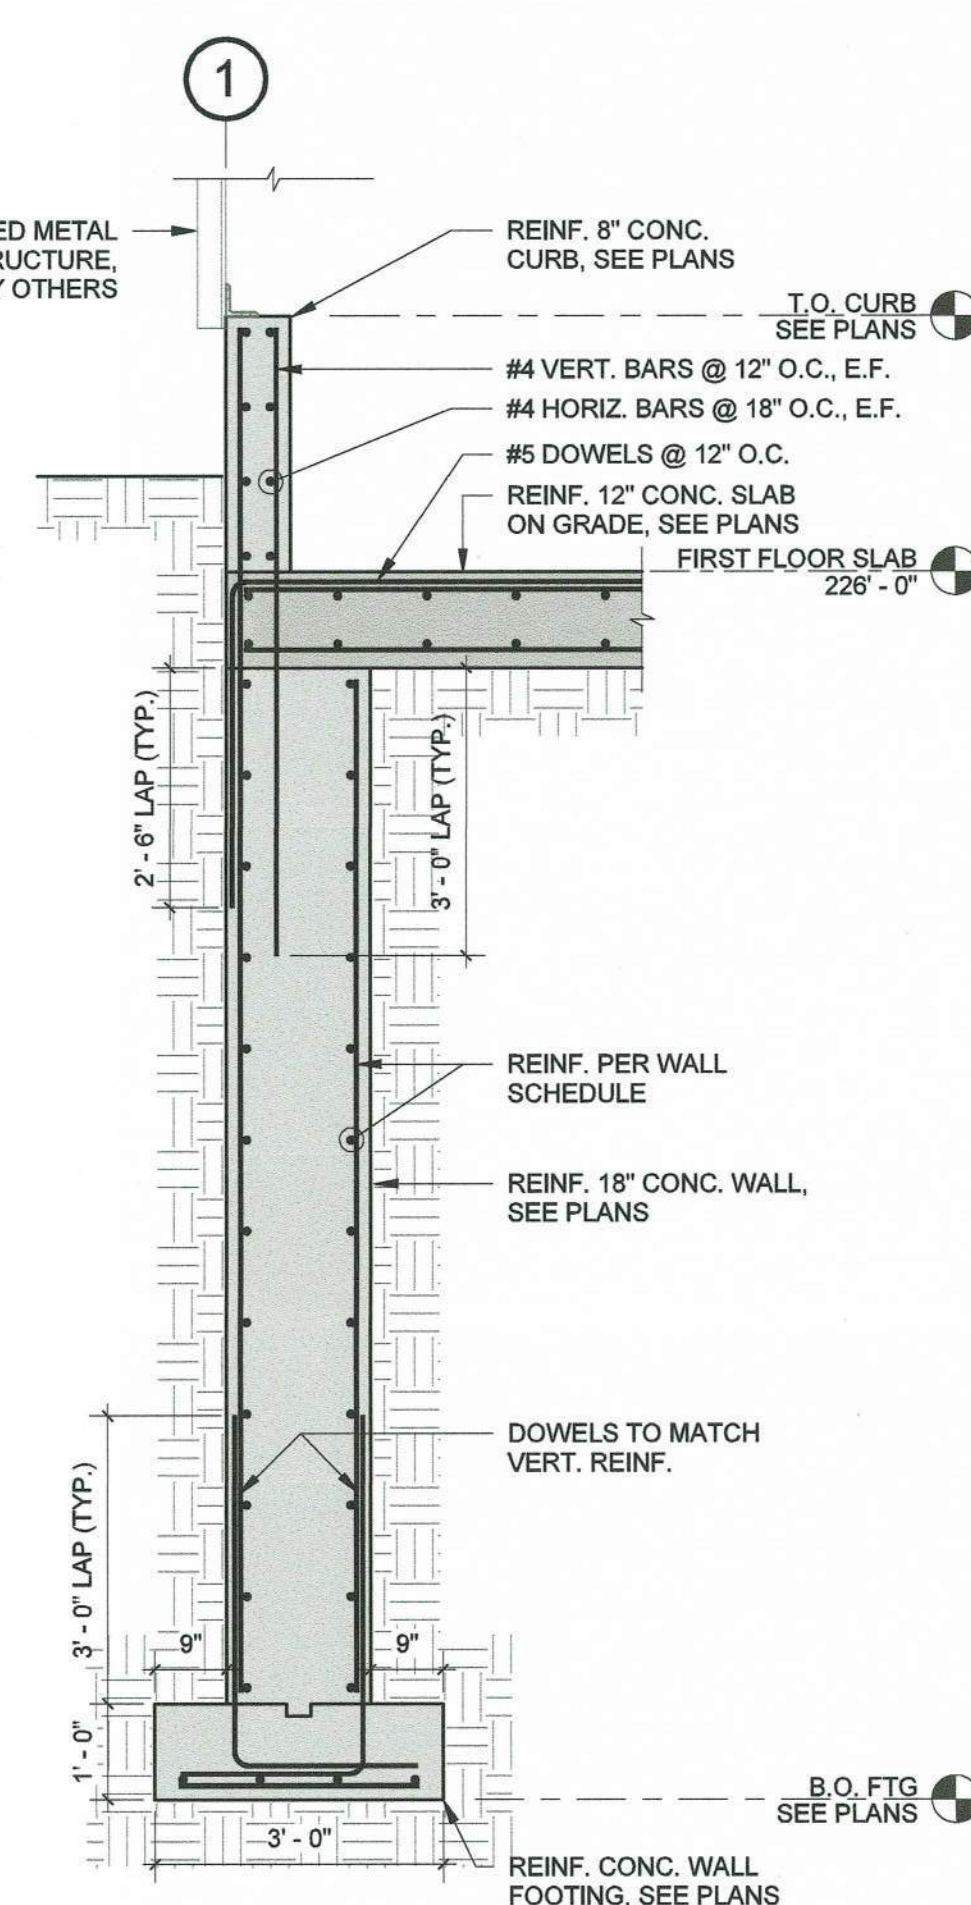 1
ED METAL
RUCTURE,
Y OTHERS
REINF. 8" CONC.
CURB, SEE PLANS
T.O. CURB
SEE PLANS
#4 VERT. BARS @ 12" O.C., E.F.
#4 HORIZ. BARS @ 18" O.C., E.F.
#5 DOWELS @ 12" O.C.
REINF. 12" CONC. SLAB
ON GRADE, SEE PLANS
FIRST FLOOR SLAB
226' - 0"
2' - 6" LAP (TYP.)
3' - 0" LAP (TYP.)
REINF. PER WALL
SCHEDULE
REINF. 18" CONC. WALL,
SEE PLANS
DOWELS TO MATCH
VERT. REINF.
3' - 0" LAP (TYP.)
9"
9"
1' - 0"
B.O. FTG
SEE PLANS
3' - 0"
REINF. CONC. WALL
FOOTING, SEE PLANS